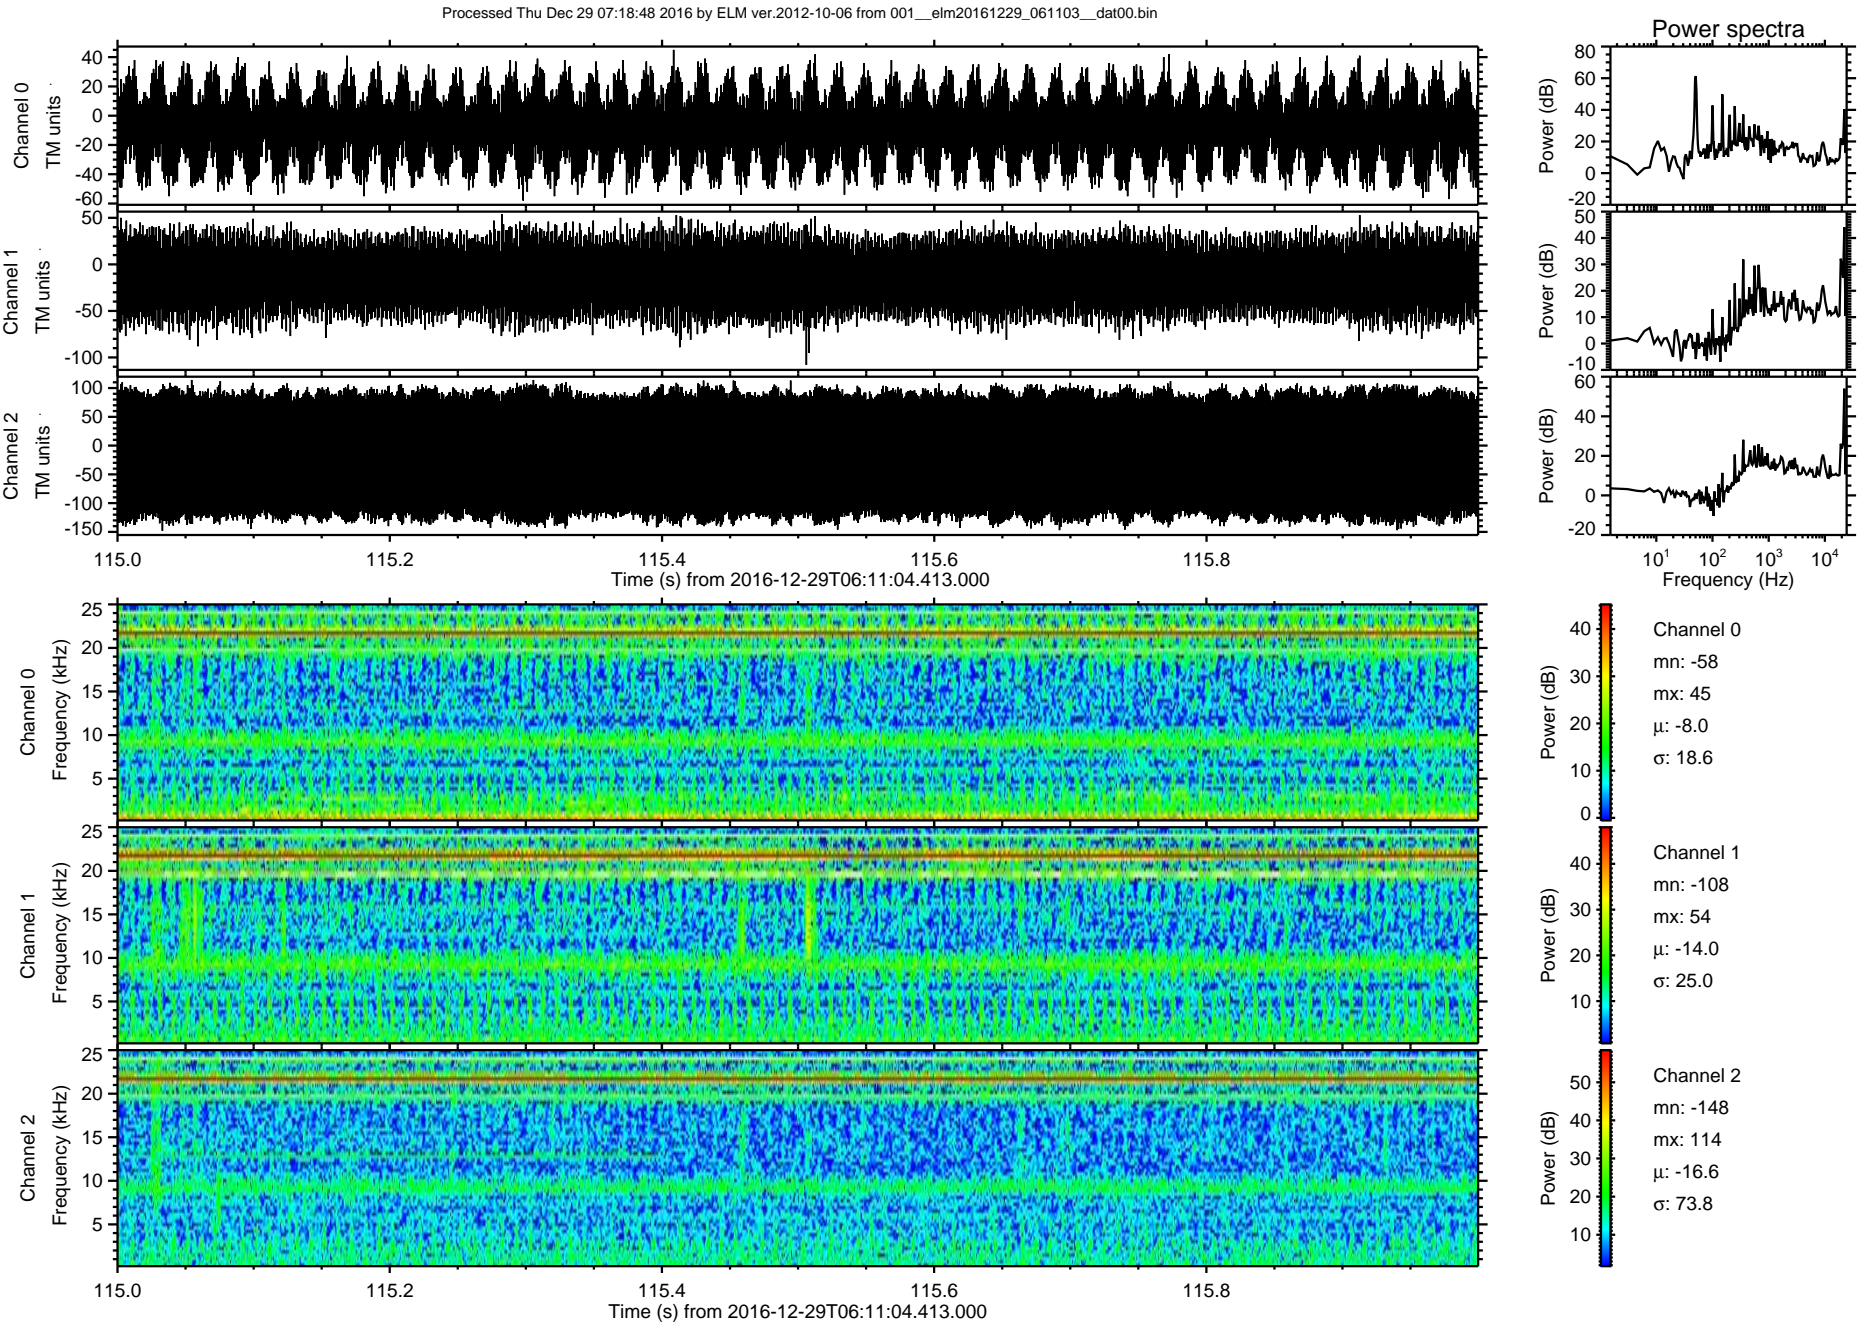 Processed Thu Dec 29 07:18:48 2016 by ELM ver.2012-10-06 from 001__elm20161229_061103__dat00.bin
Power spectra
Channel 0
TM units
40
20
0
-20
-40
-60
Power (dB)
80
60
40
20
0
-20
Channel 1
TM units
50
0
-50
-100
Power (dB)
50
40
30
20
10
0
-10
Channel 2
TM units
100
50
0
-50
-100
-150
Power (dB)
60
40
20
0
-20
115.0 115.2 115.4 115.6 115.8
Time (s) from 2016-12-29T06:11:04.413.000
10^1 10^2 10^3 10^4
Frequency (Hz)
Channel 0
Frequency (kHz)
25
20
15
10
5
Power (dB)
40
30
20
10
0
Channel 0
mn: -58
mx: 45
μ: -8.0
σ: 18.6
Channel 1
Frequency (kHz)
25
20
15
10
5
Power (dB)
40
30
20
10
Channel 1
mn: -108
mx: 54
μ: -14.0
σ: 25.0
Channel 2
Frequency (kHz)
25
20
15
10
5
Power (dB)
50
40
30
20
10
Channel 2
mn: -148
mx: 114
μ: -16.6
σ: 73.8
115.0 115.2 115.4 115.6 115.8
Time (s) from 2016-12-29T06:11:04.413.000